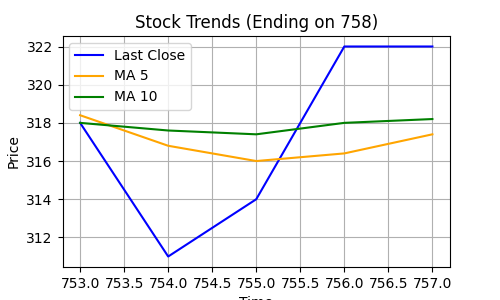 Stock Trends (Ending on 758)
Last Close
MA 5
MA 10
Price
322
320
318
316
314
312
753.0 753.5 754.0 754.5 755.0 755.5 756.0 756.5 757.0
Time